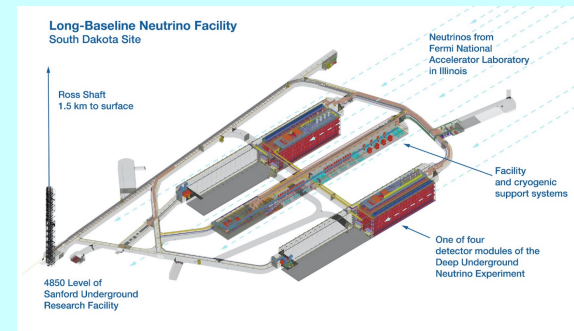 Long-Baseline Neutrino Facility
South Dakota Site
Neutrinos from
Fermi National
Accelerator Laboratory
in Illinois
Ross Shaft
1.5 km to surface
Facility
and cryogenic
support systems
One of four
detector modules of the
Deep Underground
Neutrino Experiment
4850 Level of
Sanford Underground
Research Facility